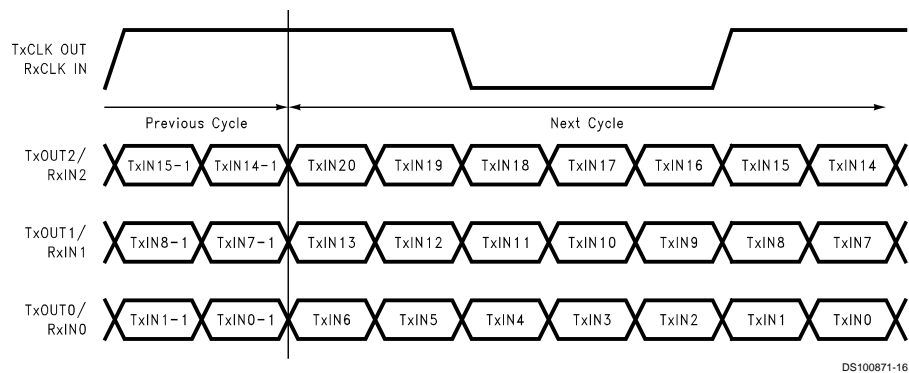 TxCLK OUT
RxCLK IN
Previous Cycle Next Cycle
TxOUT2/
RxIN2
TxIN15-1 TxIN14-1 TxIN20 TxIN19 TxIN18 TxIN17 TxIN16 TxIN15 TxIN14
TxOUT1/
RxIN1
TxIN8-1 TxIN7-1 TxIN13 TxIN12 TxIN11 TxIN10 TxIN9 TxIN8 TxIN7
TxOUT0/
RxIN0
TxIN1-1 TxIN0-1 TxIN6 TxIN5 TxIN4 TxIN3 TxIN2 TxIN1 TxIN0
DS100871-16